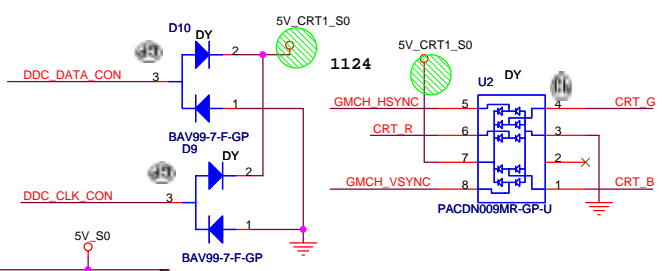 D10
DY
5V_CRT1_S0
2
DDC_DATA_CON
3
1
BAV99-7-F-GP
D9
DY
2
DDC_CLK_CON
3
1
BAV99-7-F-GP
5V_S0
1124
5V_CRT1_S0
U2
DY
GMCH_HSYNC
5
4
CRT_G
CRT_R
6
3
7
2
GMCH_VSYNC
8
1
CRT_B
PACDN009MR-GP-U